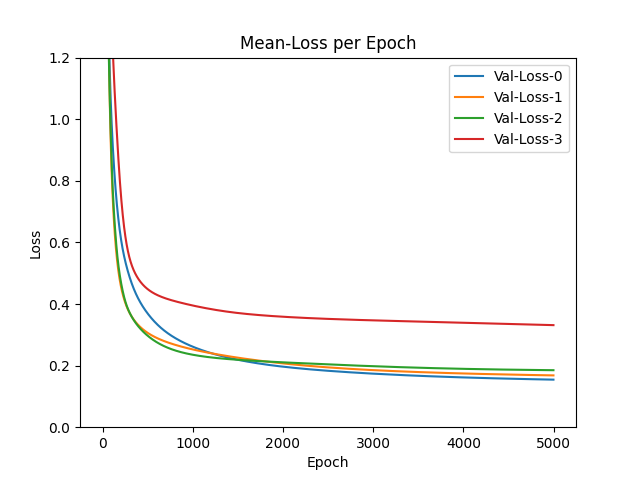 Mean-Loss per Epoch
Loss
1.2
1.0
0.8
0.6
0.4
0.2
0.0
Val-Loss-0
Val-Loss-1
Val-Loss-2
Val-Loss-3
0 1000 2000 3000 4000 5000
Epoch